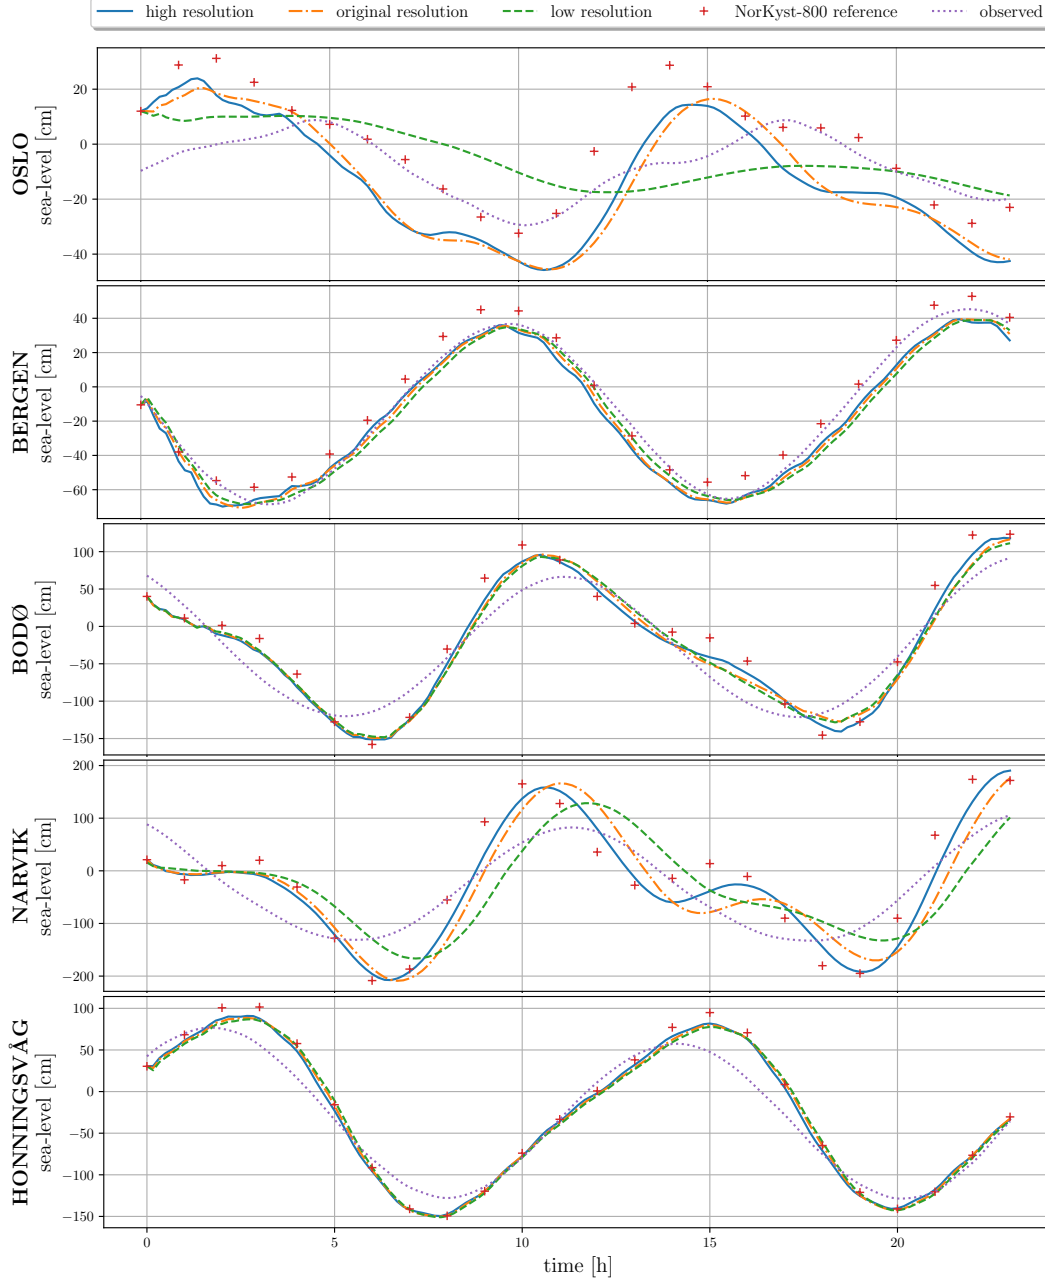 high resolution original resolution low resolution NorKyst-800 reference observed
OSLO
sea-level [cm]
20
0
−20
−40
BERGEN
sea-level [cm]
40
20
0
−20
−40
−60
BODØ
sea-level [cm]
100
50
0
−50
−100
−150
NARVIK
sea-level [cm]
200
100
0
−100
−200
HONNINGSVÅG
sea-level [cm]
100
50
0
−50
−100
−150
0 5 10 15 20
time [h]